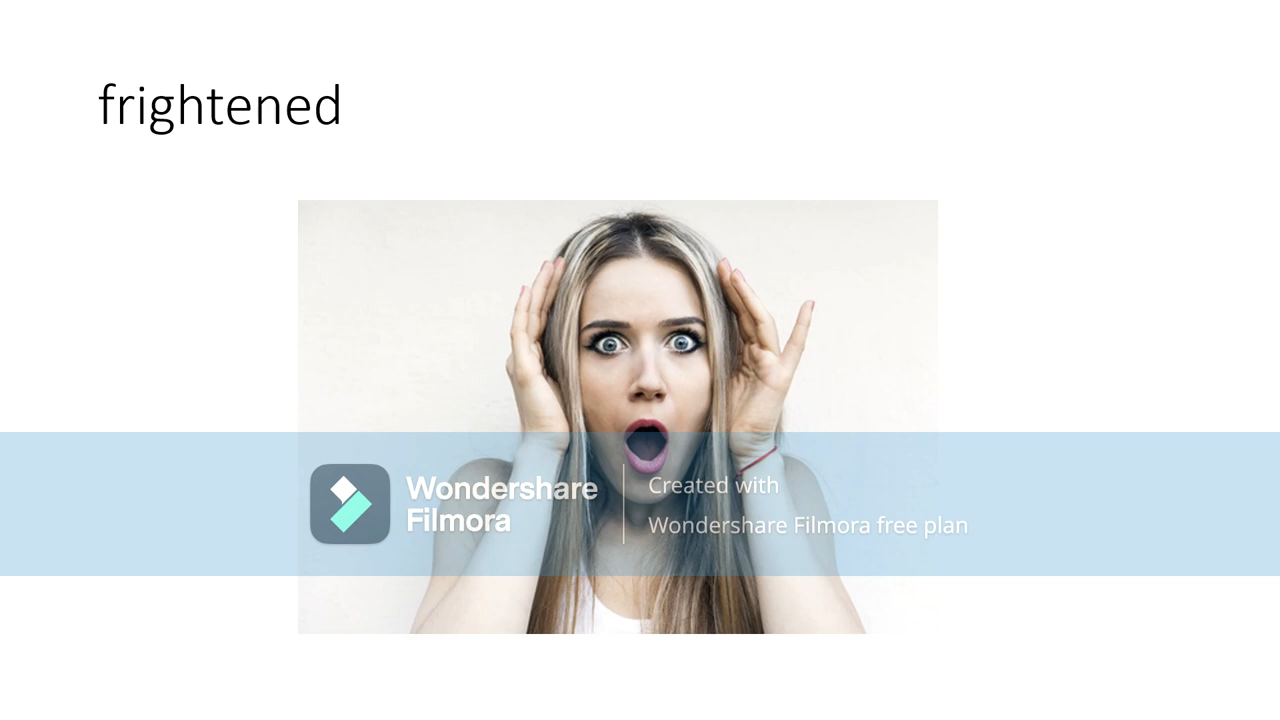 frightened
Wondershare
Filmora
Created with
Wondershare Filmora free plan